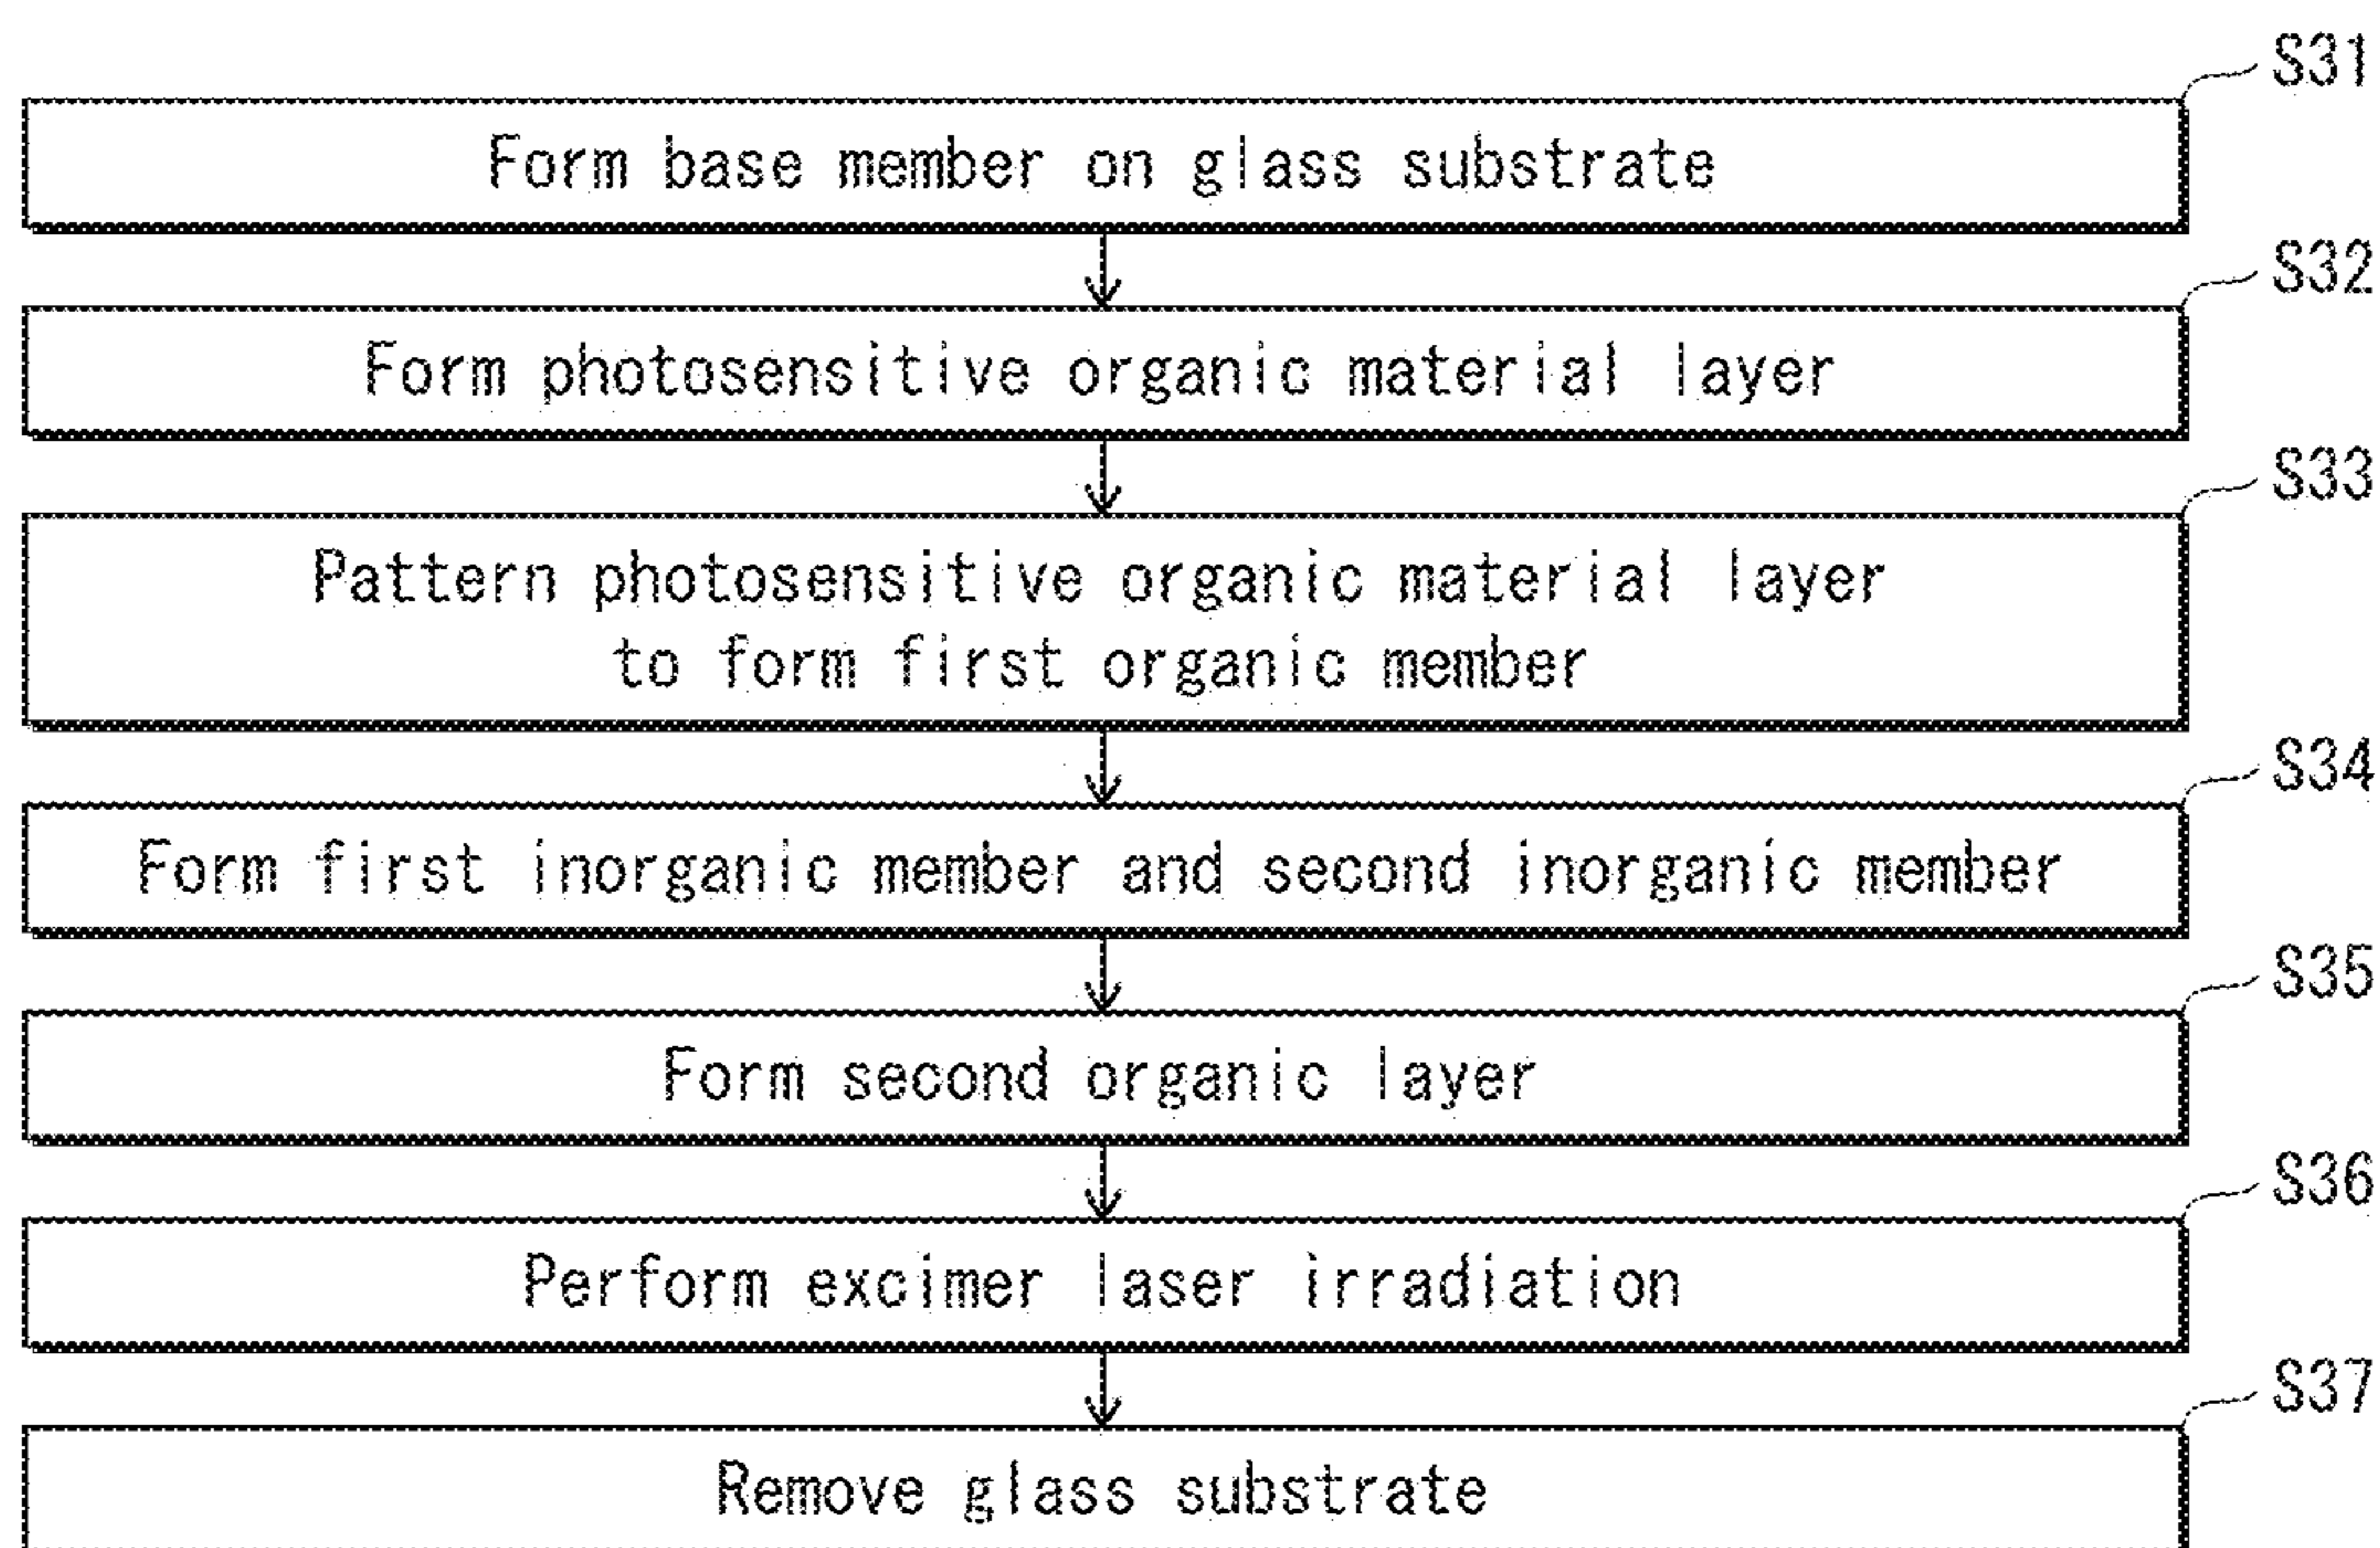 S31
Form base member on glass substrate
S32
Form photosensitive organic material layer
S33
Pattern photosensitive organic material layer
to form first organic member
S34
Form first inorganic member and second inorganic member
S35
Form second organic layer
S36
Perform excimer laser irradiation
S37
Remove glass substrate